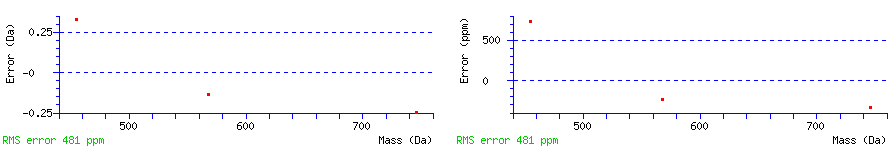 0.25
Error (Da)
-0
-0.25
500 600 700
RMS error 481 ppm Mass (Da)
500
Error (ppm)
0
500 600 700
RMS error 481 ppm Mass (Da)